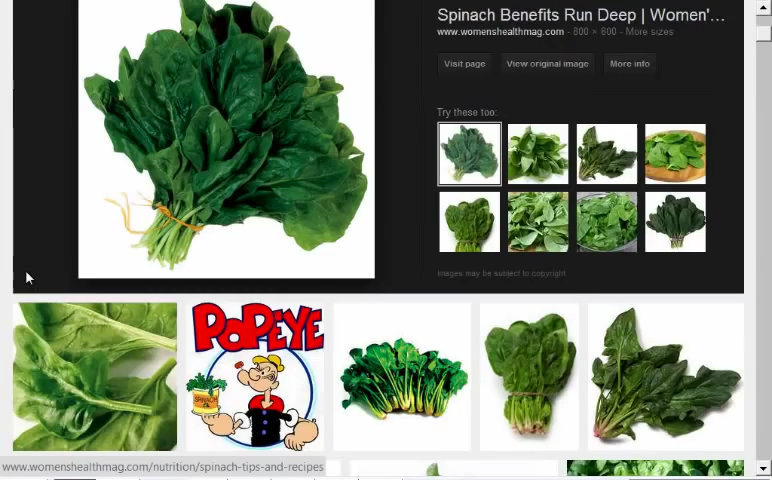 Spinach Benefits Run Deep | Women'...
www.womenshealthmag.com - 800 × 800 - More sizes
Visit page
View original image
More info
Try these too:
Images may be subject to copyright
POPEYE
SPINACH
www.womenshealthmag.com/nutrition/spinach-tips-and-recipes